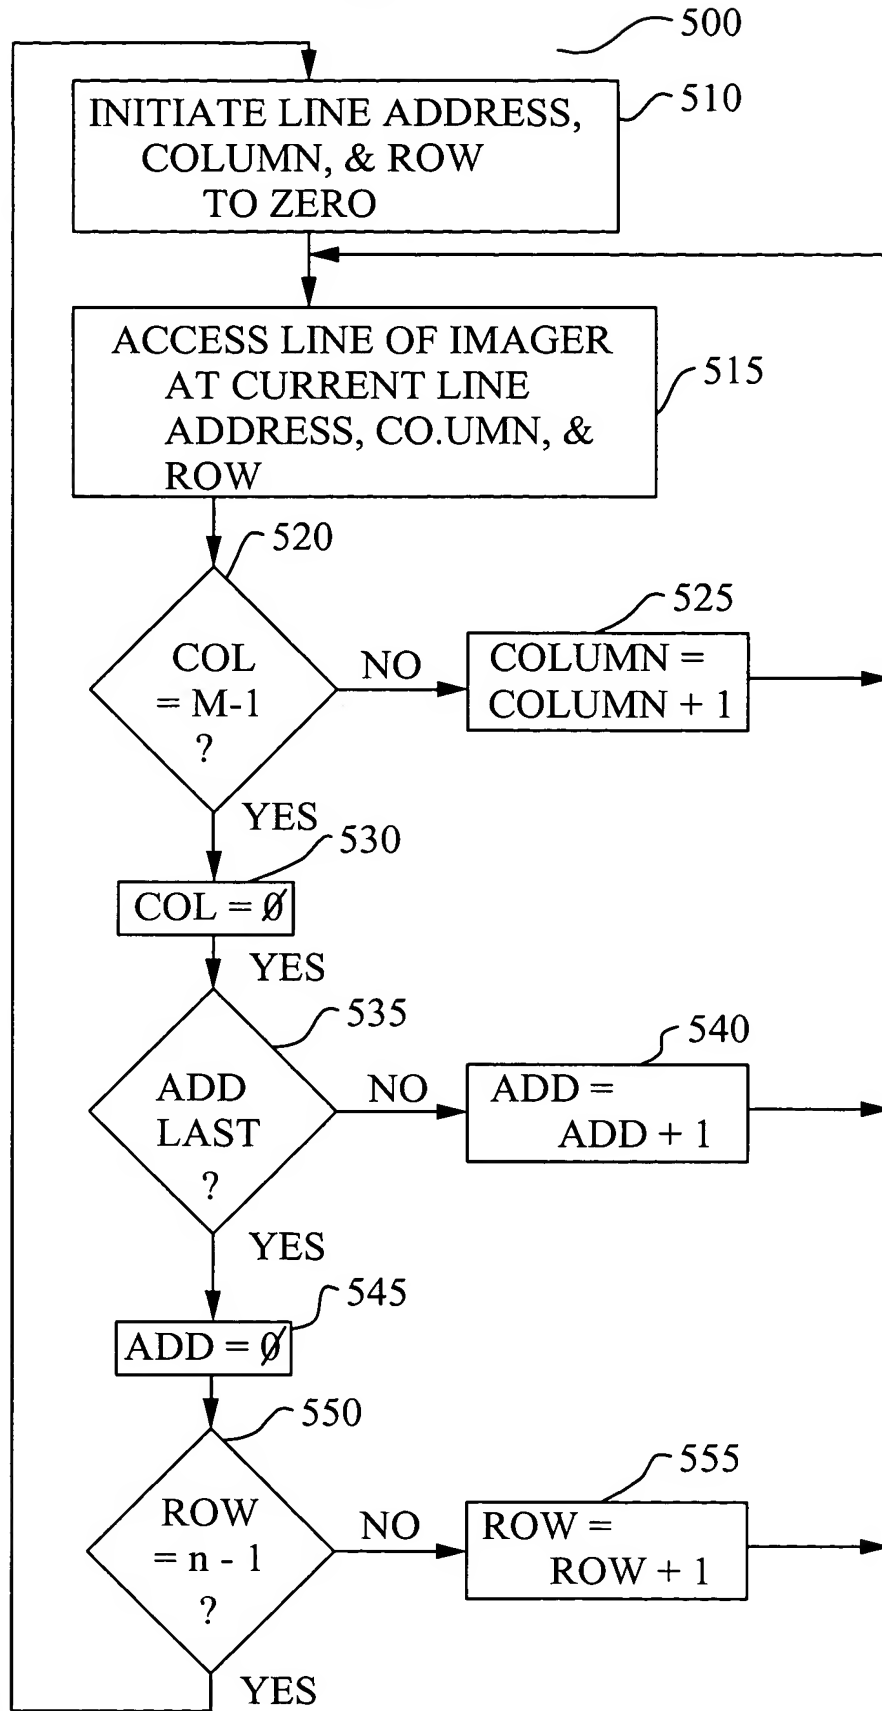 500
510
INITIATE LINE ADDRESS,
COLUMN, & ROW
TO ZERO
ACCESS LINE OF IMAGER
AT CURRENT LINE
ADDRESS, CO.UMN, &
ROW
515
520
COL
= M-1
?
NO
525
COLUMN =
COLUMN + 1
YES
530
COL = 0̸
YES
535
ADD
LAST
?
NO
540
ADD =
ADD + 1
YES
545
ADD = 0̸
550
ROW
= n - 1
?
NO
555
ROW =
ROW + 1
YES